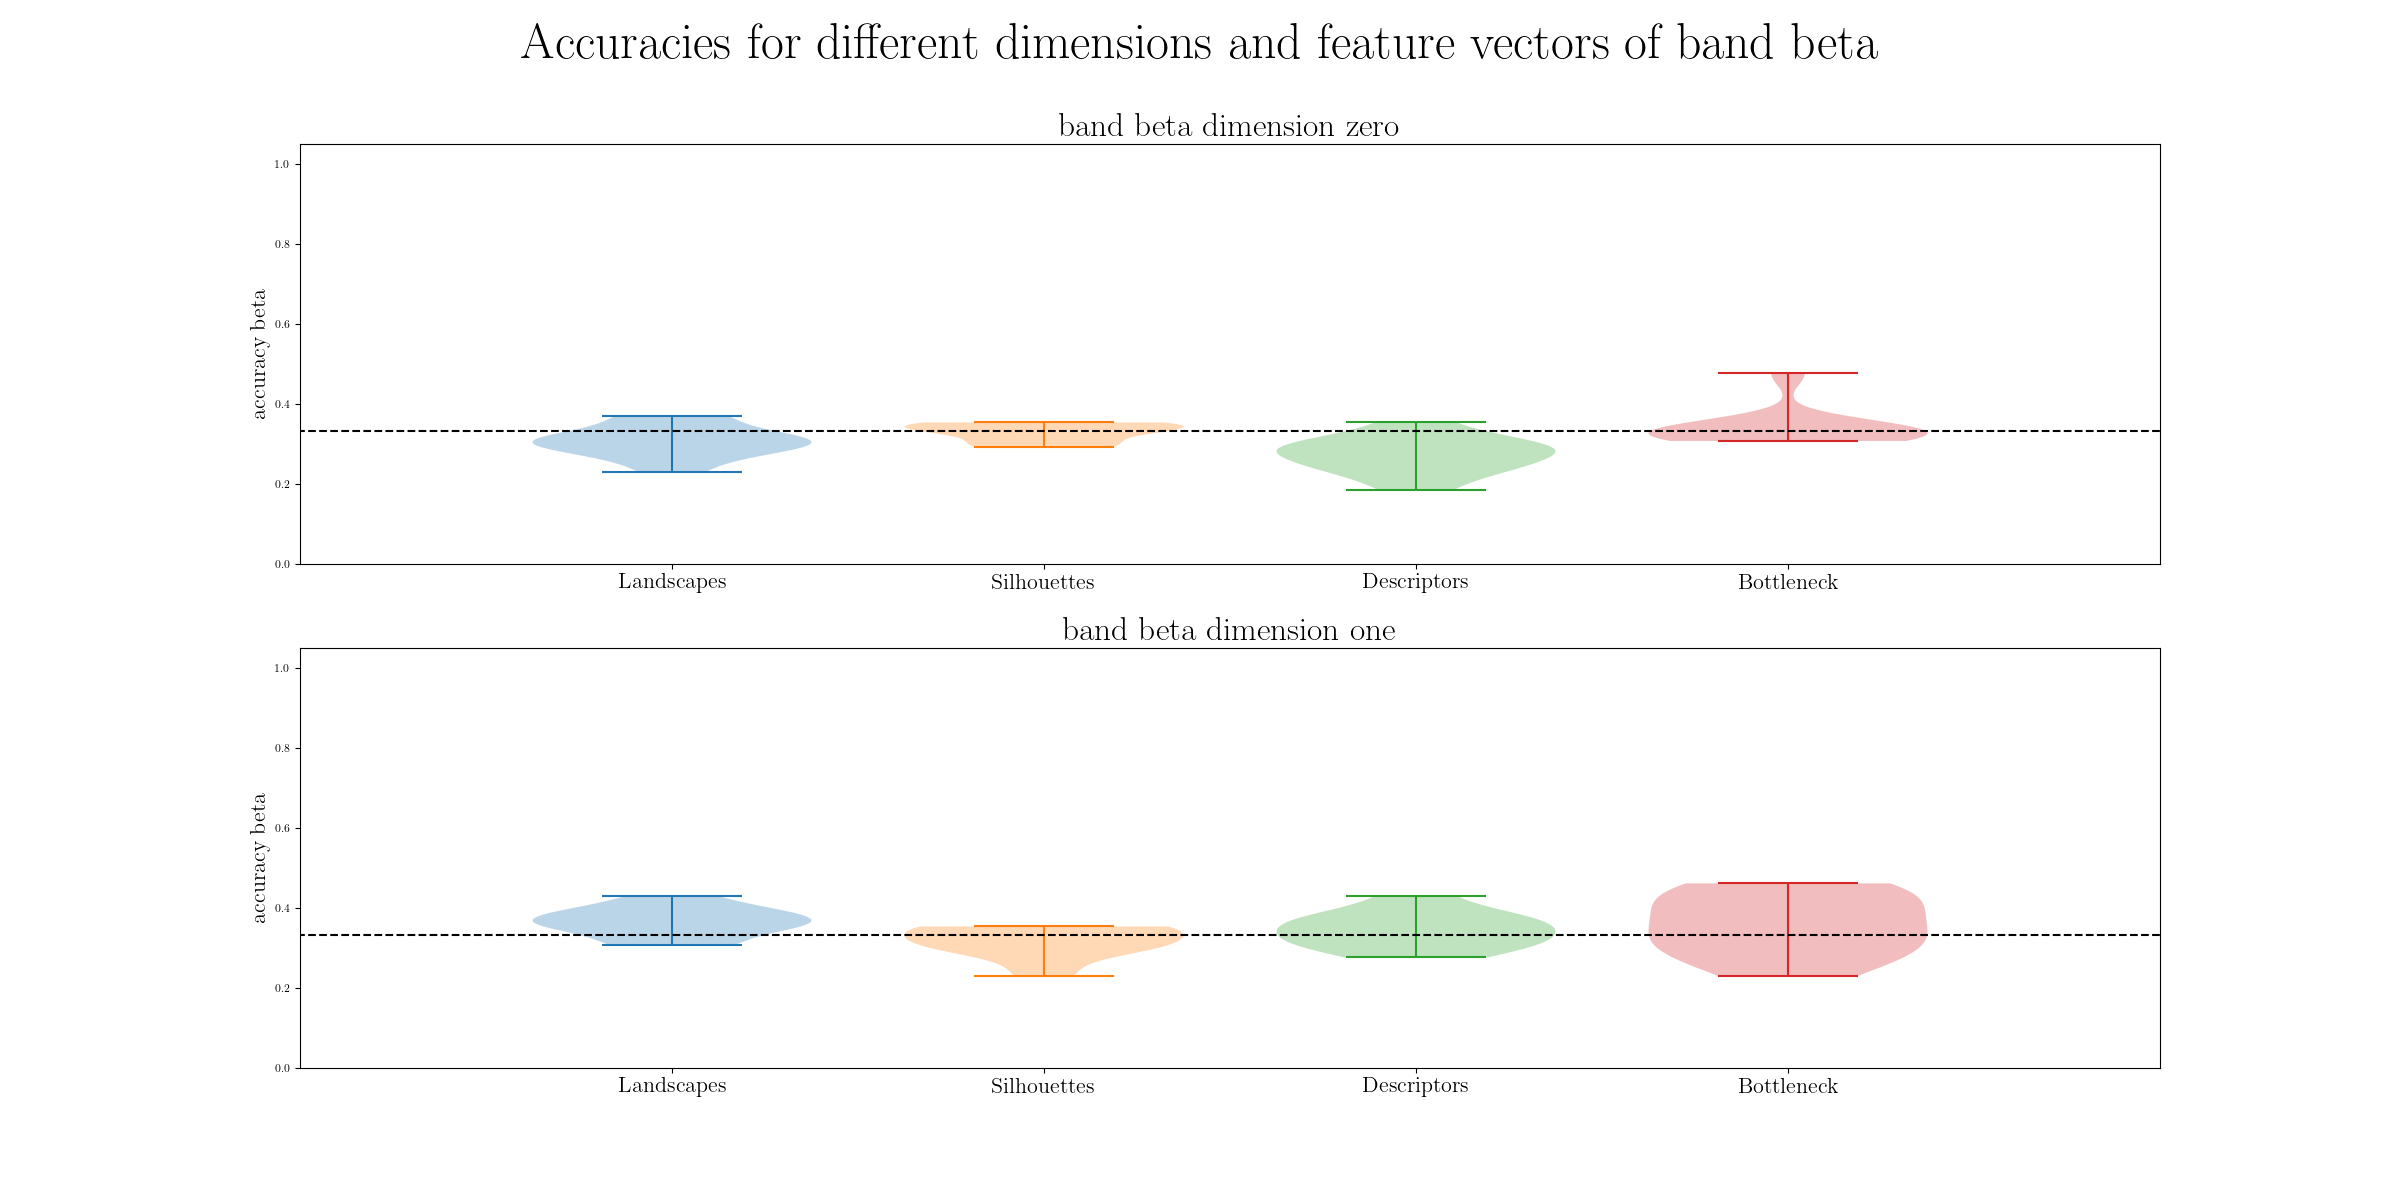 Accuracies for different dimensions and feature vectors of band beta
band beta dimension zero
accuracy beta
1.0
0.8
0.6
0.4
0.2
0.0
Landscapes Silhouettes Descriptors Bottleneck
band beta dimension one
accuracy beta
1.0
0.8
0.6
0.4
0.2
0.0
Landscapes Silhouettes Descriptors Bottleneck